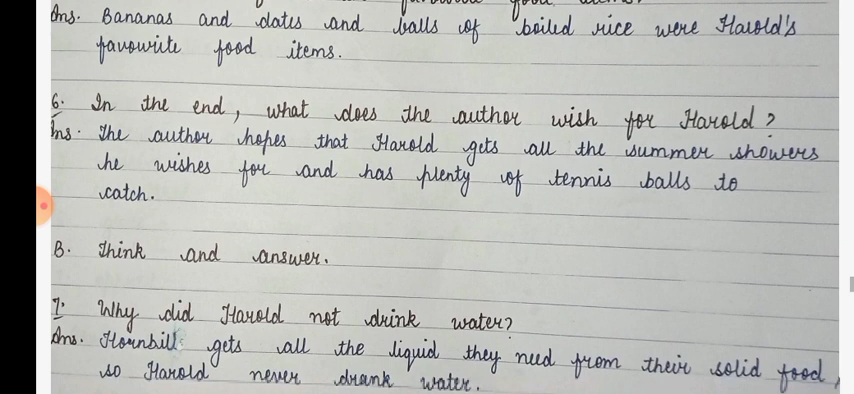 Ans. Bananas and dates and balls of boiled rice were Harold's
favourite food items.
6. In the end, what does the author wish for Harold?
Ans. The author hopes that Harold gets all the summer showers
he wishes for and has plenty of tennis balls to
catch.
B. Think and answer.
7. Why did Harold not drink water?
Ans. Hornbill gets all the liquid they need from their solid food,
so Harold never drank water.